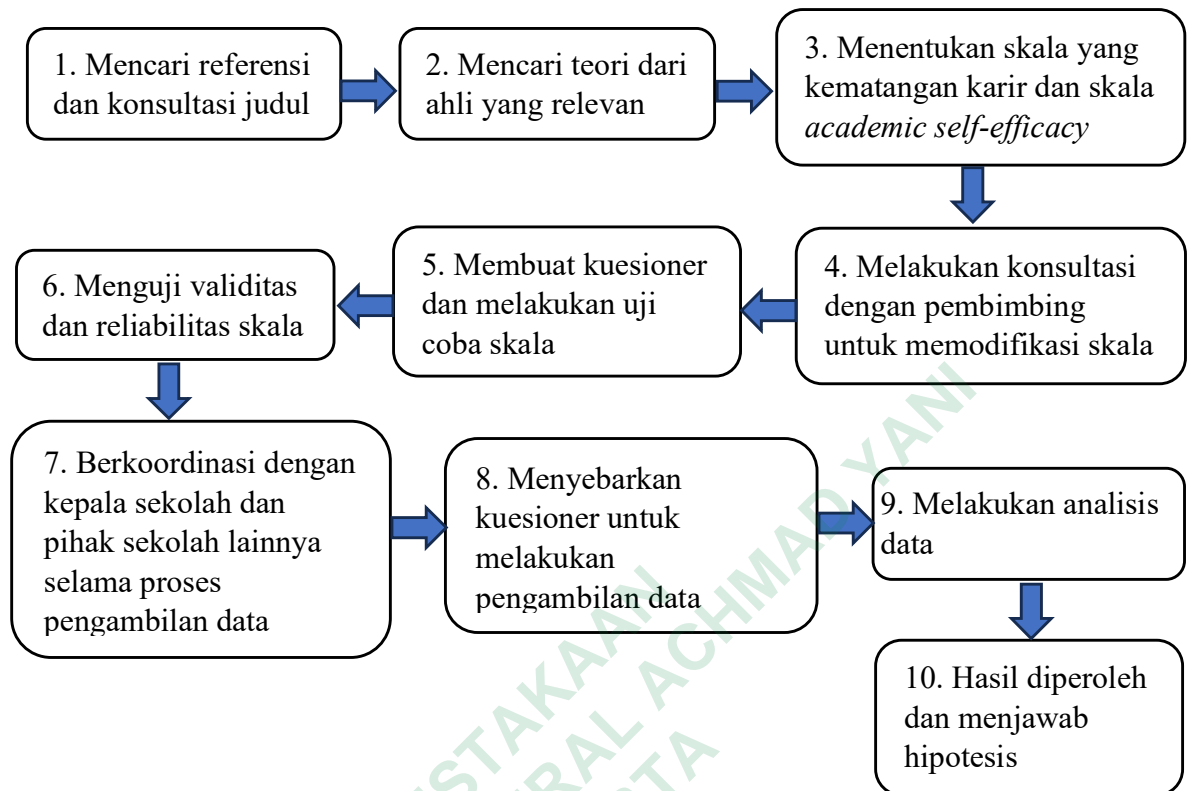 1. Mencari referensi
dan konsultasi judul
2. Mencari teori dari
ahli yang relevan
3. Menentukan skala yang
kematangan karir dan skala
academic self-efficacy
4. Melakukan konsultasi
dengan pembimbing
untuk memodifikasi skala
5. Membuat kuesioner
dan melakukan uji
coba skala
6. Menguji validitas
dan reliabilitas skala
7. Berkoordinasi dengan
kepala sekolah dan
pihak sekolah lainnya
selama proses
pengambilan data
8. Menyebarkan
kuesioner untuk
melakukan
pengambilan data
9. Melakukan analisis
data
10. Hasil diperoleh
dan menjawab
hipotesis
ACHMAD YANI